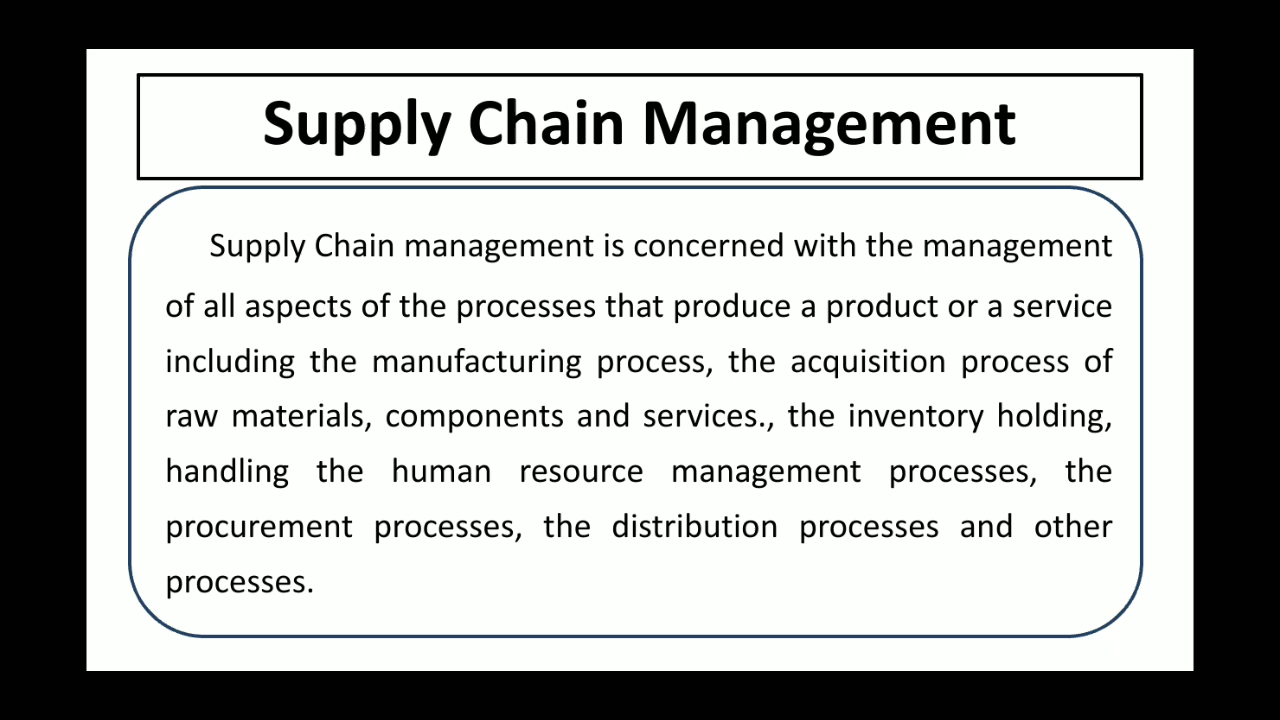 Supply Chain Management
Supply Chain management is concerned with the management
of all aspects of the processes that produce a product or a service
including the manufacturing process, the acquisition process of
raw materials, components and services., the inventory holding,
handling the human resource management processes, the
procurement processes, the distribution processes and other
processes.